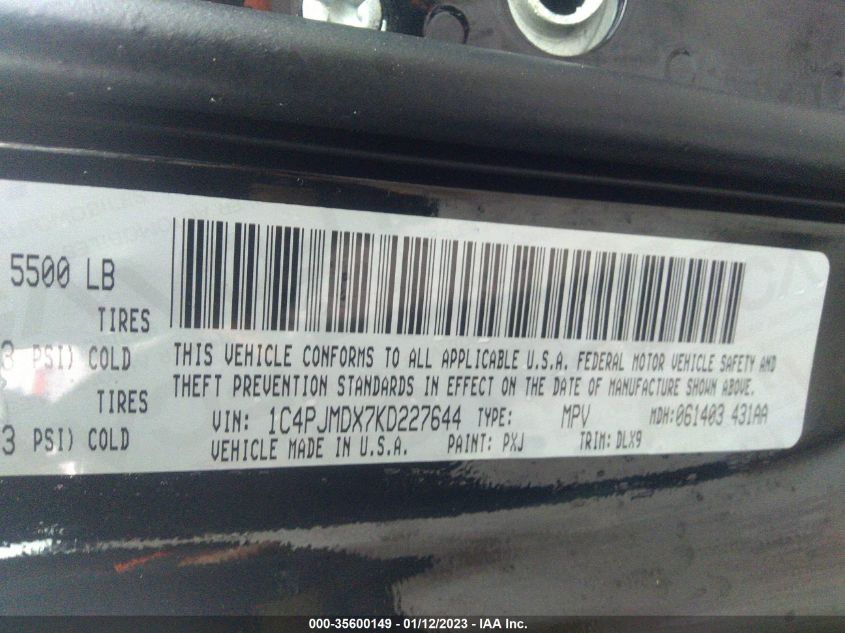 5500 LB
TIRES
3 PSI) COLD
TIRES
3 PSI) COLD
THIS VEHICLE CONFORMS TO ALL APPLICABLE U.S.A. FEDERAL MOTOR VEHICLE SAFETY AND
THEFT PREVENTION STANDARDS IN EFFECT ON THE DATE OF MANUFACTURE SHOWN ABOVE.
VIN: 1C4PJMDX7KD227644 TYPE: MPV MDH:061403 431AA
VEHICLE MADE IN U.S.A. PAINT: PXJ TRIM: DLX9
000-35600149 - 01/12/2023 - IAA Inc.